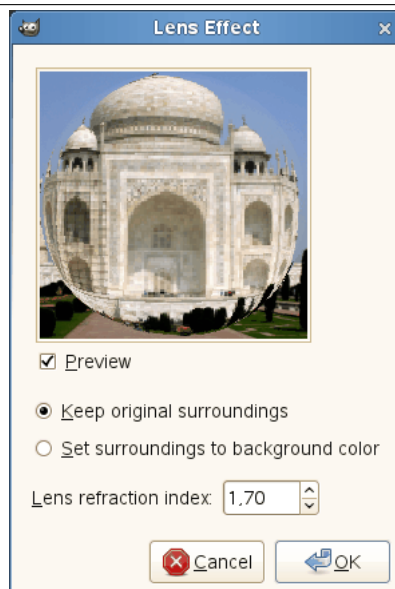 Lens Effect
Preview
Keep original surroundings
Set surroundings to background color
Lens refraction index: 1,70
Cancel
OK